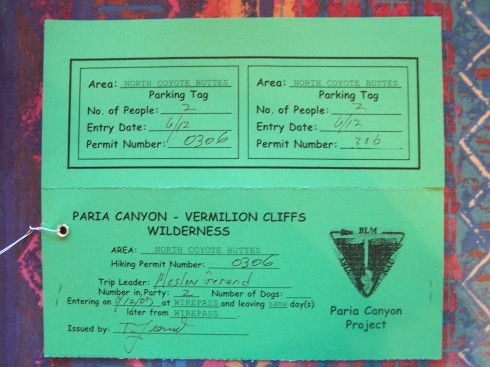 Area: NORTH COYOTE BUTTES
Parking Tag
No. of People: 2
Entry Date: 6/12
Permit Number: 0306
Area: NORTH COYOTE BUTTES
Parking Tag
No. of People: 2
Entry Date: 6/12
Permit Number: 306
PARIA CANYON - VERMILION CLIFFS
WILDERNESS
AREA: NORTH COYOTE BUTTES
Hiking Permit Number: 0306
Trip Leader:
Number in Party: 2 Number of Dogs:
Entering on at WIREPASS and leaving same day(s)
later from WIREPASS
Issued by:
BLM
Paria Canyon
Project